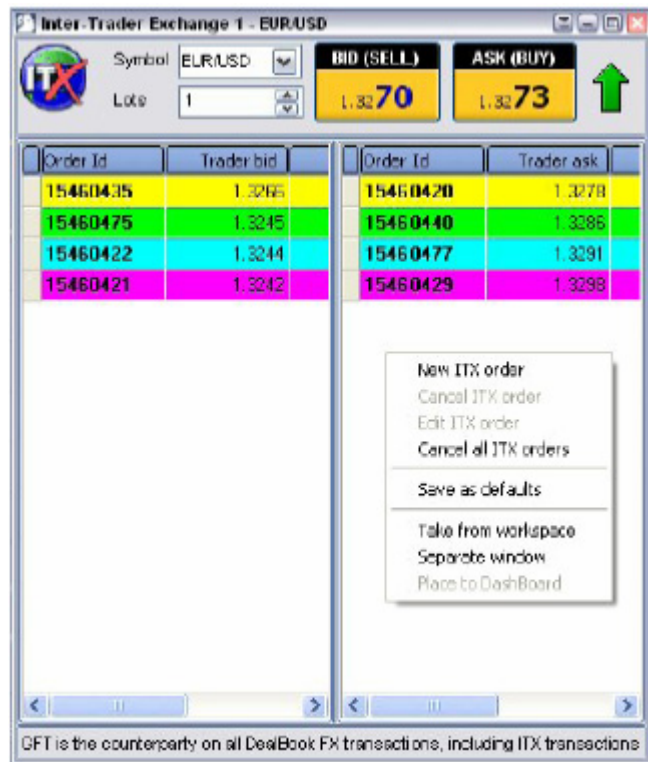 Inter-Trader Exchange 1 - EUR/USD
Symbol EUR/USD
Lots 1
BID (SELL) ASK (BUY)
1.3270 1.3273
ITX
Order Id Trader bid Order Id Trader ask
15460435 1.3266 15460420 1.3278
15460475 1.3245 15460440 1.3286
15460422 1.3244 15460477 1.3291
15460421 1.3242 15460429 1.3298
New ITX order
Cancel ITX order
Edit ITX order
Cancel all ITX orders
Save as defaults
Take from workspace
Separate window
Place to DashBoard
GFT is the counterparty on all DealBook FX transactions, including ITX transactions